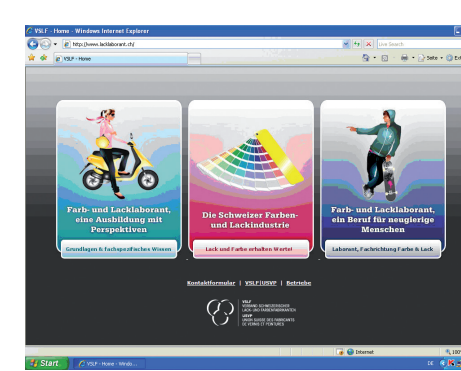 VSLF - Home - Windows Internet Explorer
http://www.lacklaborant.ch/
Live Search
VSLF - Home
Seite
Farb- und Lacklaborant,
eine Ausbildung mit
Perspektiven
Grundlagen & fachspezifisches Wissen
Die Schweizer Farben-
und Lackindustrie
Lack und Farbe erhalten Werte!
Farb- und Lacklaborant,
ein Beruf für neugierige
Menschen
Laborant, Fachrichtung Farbe & Lack
Kontaktformular | VSLF|USVP | Betriebe
VSLF
VERBAND SCHWEIZERISCHER
LACK- UND FARBENFABRIKANTEN
USVP
UNION SUISSE DES FABRICANTS
DE VERNIS ET PEINTURES
Internet
100%
Start
VSLF - Home - Windo...
DE